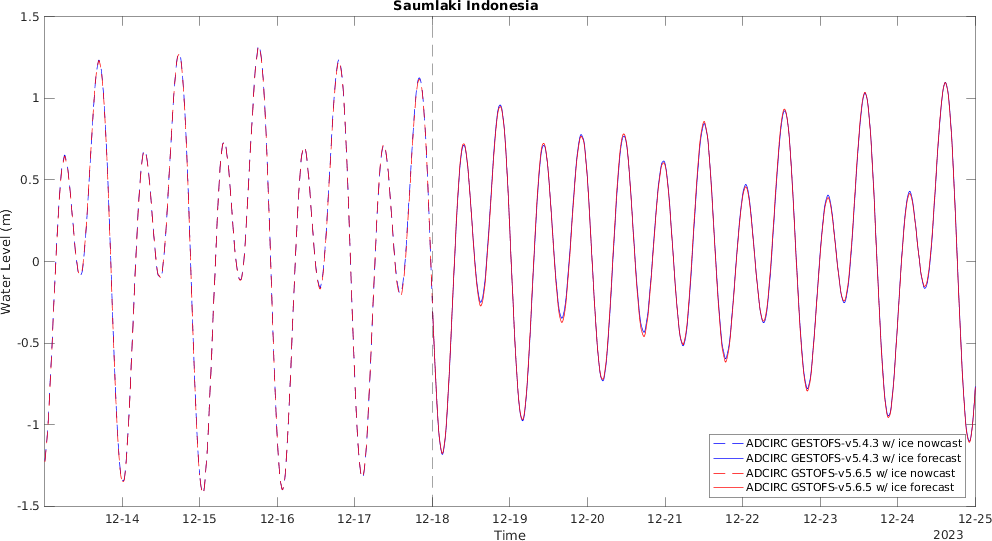 Saumlaki Indonesia
1.5
1
0.5
0
-0.5
-1
-1.5
Water Level (m)
12-14
12-15
12-16
12-17
12-18
12-19
12-20
12-21
12-22
12-23
12-24
12-25
Time
2023
ADCIRC GESTOFS-v5.4.3 w/ ice nowcast
ADCIRC GESTOFS-v5.4.3 w/ ice forecast
ADCIRC GSTOFS-v5.6.5 w/ ice nowcast
ADCIRC GSTOFS-v5.6.5 w/ ice forecast